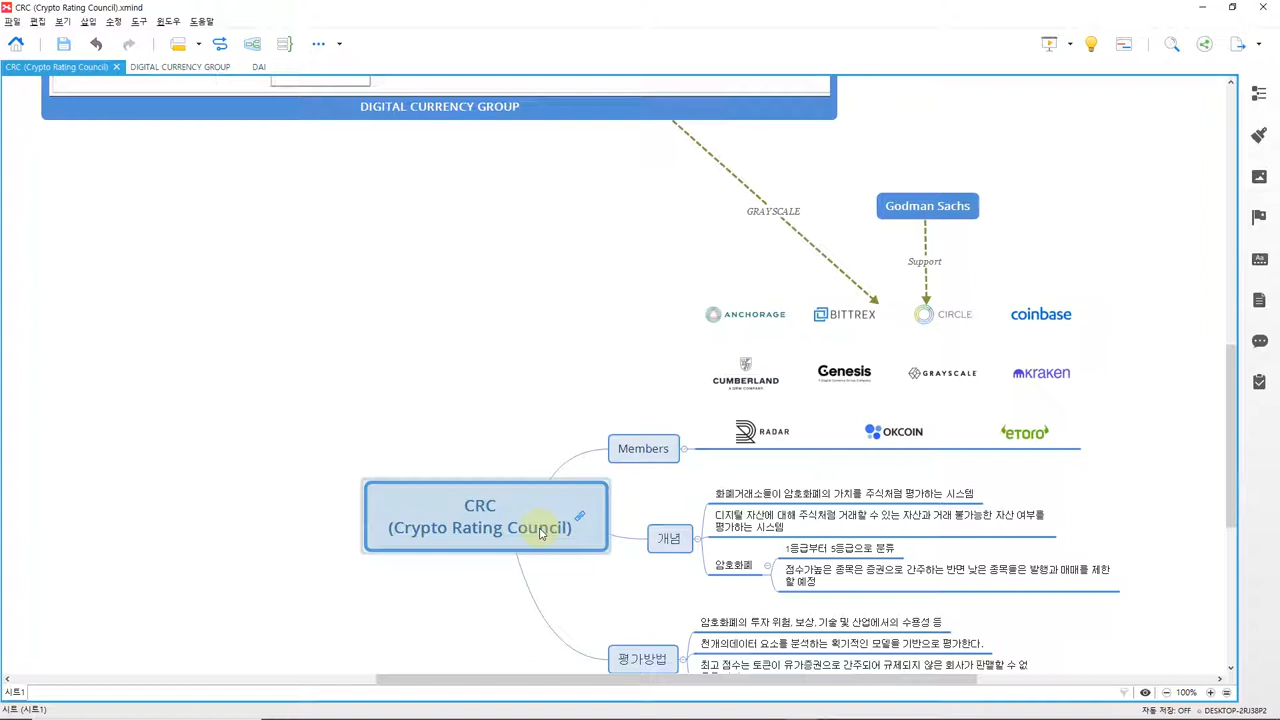 CRC (Crypto Rating Council).xmind
파일 편집 보기 삽입 수정 도구 윈도우 도움말
CRC (Crypto Rating Council) DIGITAL CURRENCY GROUP DAI
DIGITAL CURRENCY GROUP
Godman Sachs
GRAYSCALE
Support
ANCHORAGE BITTREX CIRCLE coinbase
CUMBERLAND
A DRW COMPANY
Genesis
A Digital Currency Group Company
GRAYSCALE kraken
RADAR OKCOIN eToro
Members
CRC
(Crypto Rating Council)
개념
화폐거래소들이 암호화폐의 가치를 주식처럼 평가하는 시스템
디지털 자산에 대해 주식처럼 거래할 수 있는 자산과 거래 불가능한 자산 여부를
평가하는 시스템
암호화폐
1등급부터 5등급으로 분류
점수가높은 종목은 증권으로 간주하는 반면 낮은 종목들은 발행과 매매를 제한
할 예정
평가방법
암호화폐의 투자 위험, 보상, 기술 및 산업에서의 수용성 등
천개의데이터 요소를 분석하는 획기적인 모델을 기반으로 평가한다.
최고 점수는 토큰이 유가증권으로 간주되어 규제되지 않은 회사가 판매할 수 없
시트1
100%
시트 (시트1)
자동 저장: OFF DESKTOP-2RJ38P2